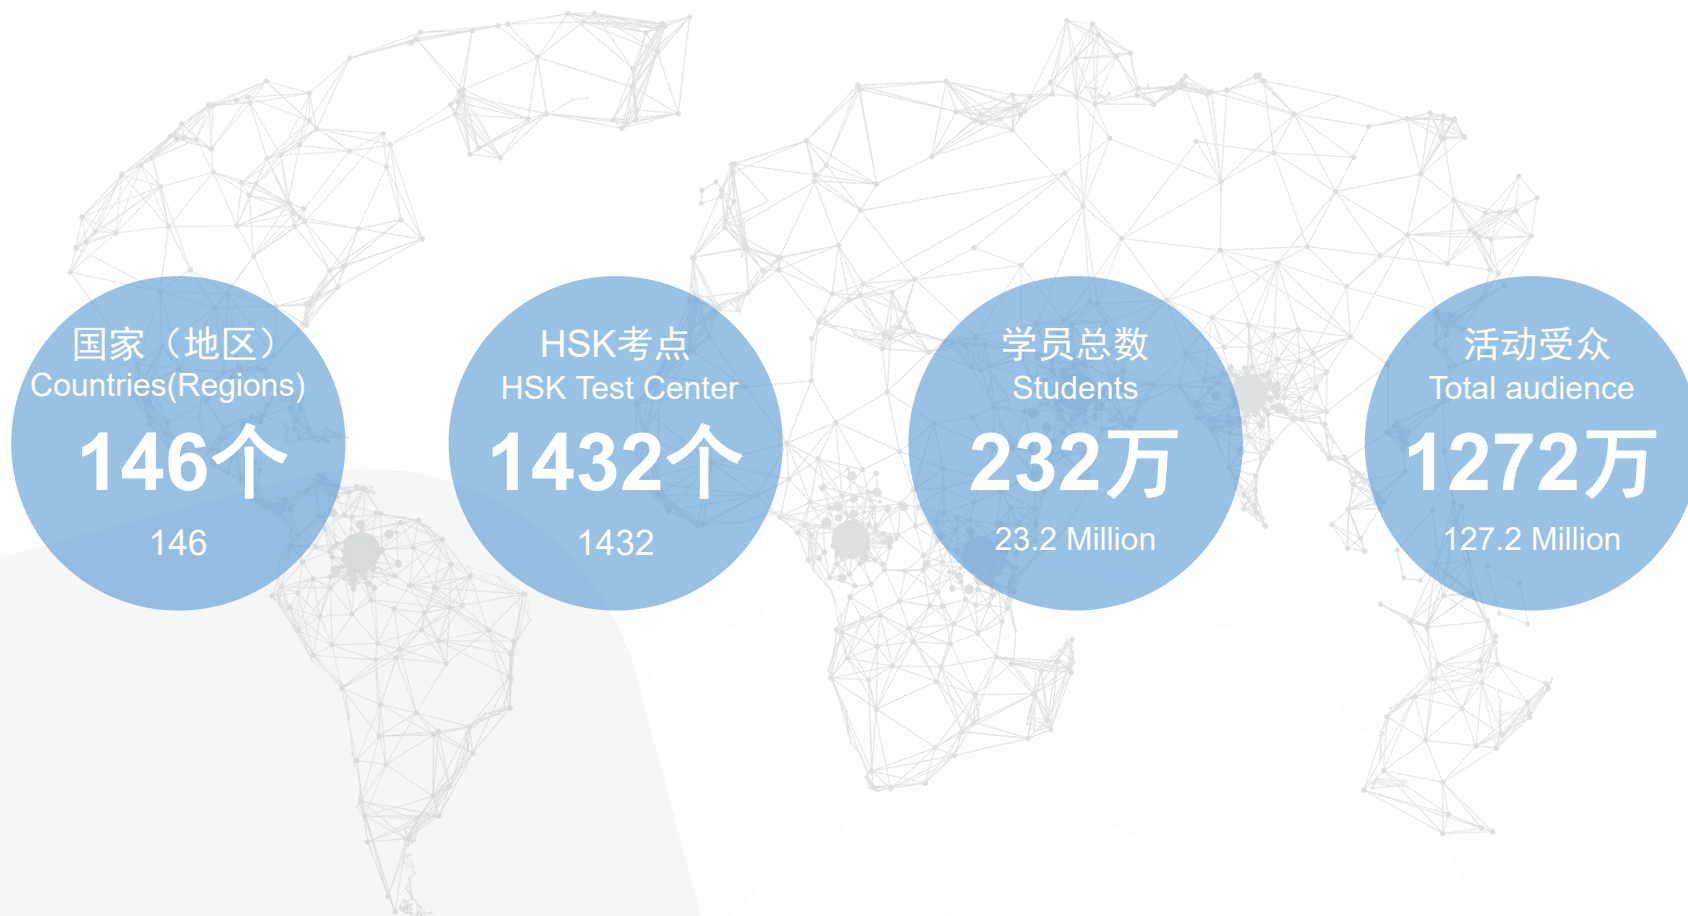 国家（地区）
Countries(Regions)
146个
146
HSK考点
HSK Test Center
1432个
1432
学员总数
Students
232万
23.2 Million
活动受众
Total audience
1272万
127.2 Million